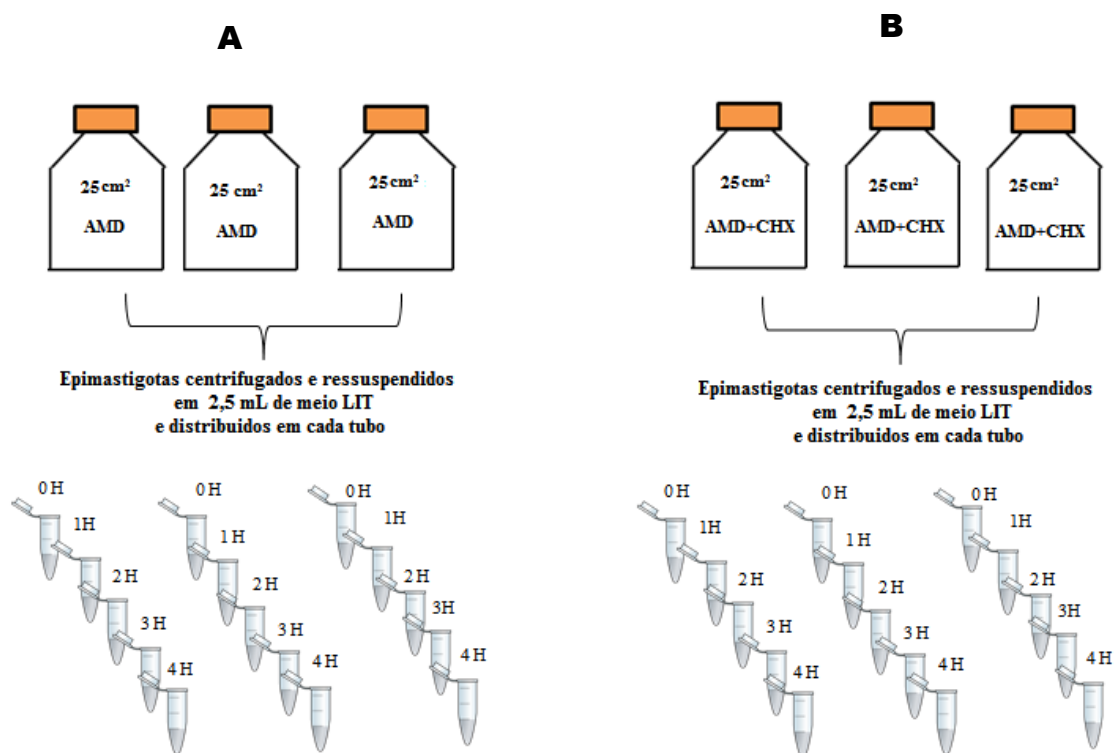 A
25 cm²
AMD
25 cm²
AMD
25 cm²
AMD
Epimastigotas centrifugados e ressuspendidos
em 2,5 mL de meio LIT
e distribuidos em cada tubo
0 H
1H
2 H
3 H
4 H
0 H
1 H
2 H
3 H
4 H
0 H
1H
2 H
3H
4 H
B
25 cm²
AMD+CHX
25 cm²
AMD+CHX
25 cm²
AMD+CHX
Epimastigotas centrifugados e ressuspendidos
em 2,5 mL de meio LIT
e distribuidos em cada tubo
0 H
1H
2 H
3 H
4 H
0 H
1 H
2 H
3 H
4 H
0 H
1H
2 H
3H
4 H